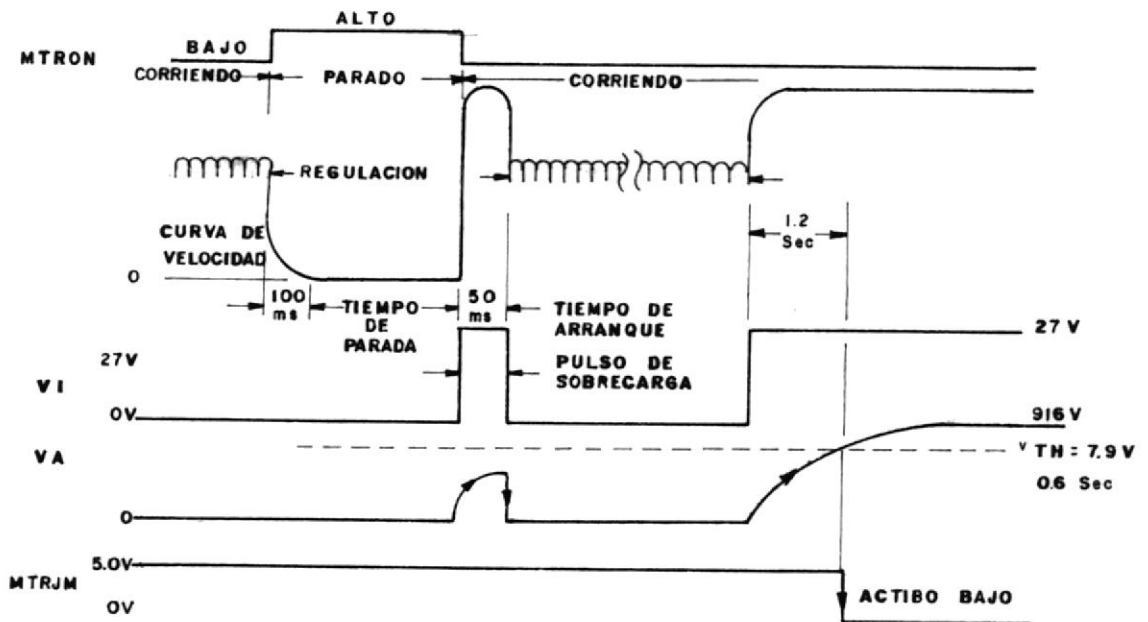 ALTO
BAJO
MTRON
CORRIENDO
PARADO
CORRIENDO
REGULACION
1.2
Sec
CURVA DE
VELOCIDAD
0
100
ms
TIEMPO
DE
PARADA
50
ms
TIEMPO DE
ARRANQUE
27 V
27V
PULSO DE
SOBRECARGA
VI
0V
916 V
VA
V TH = 7.9 V
0.6 Sec
0
5.0V
MTRJM
0V
ACTIBO BAJO